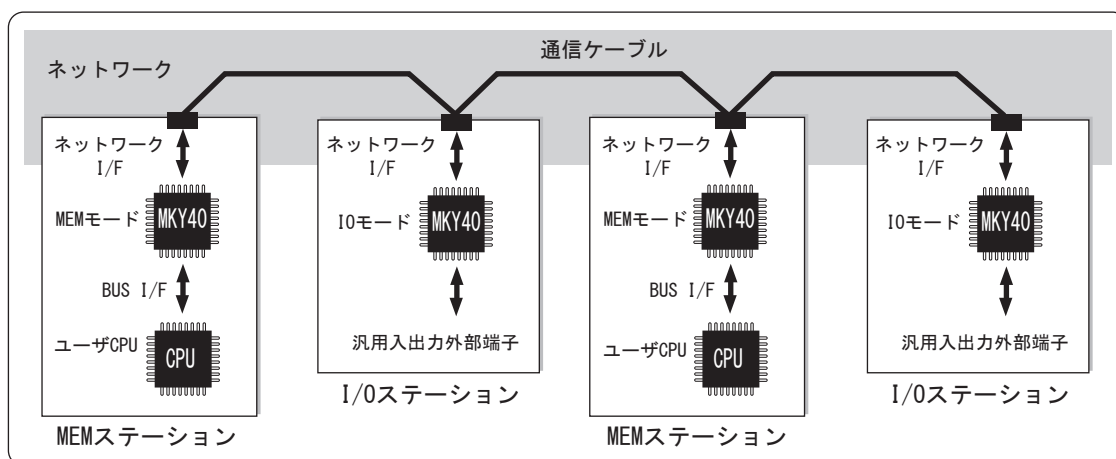 通信ケーブル
ネットワーク
ネットワーク
I/F
MEMモード
MKY40
BUS I/F
ユーザCPU
CPU
MEMステーション
ネットワーク
I/F
IOモード
MKY40
汎用入出力外部端子
I/Oステーション
ネットワーク
I/F
MEMモード
MKY40
BUS I/F
ユーザCPU
CPU
MEMステーション
ネットワーク
I/F
IOモード
MKY40
汎用入出力外部端子
I/Oステーション